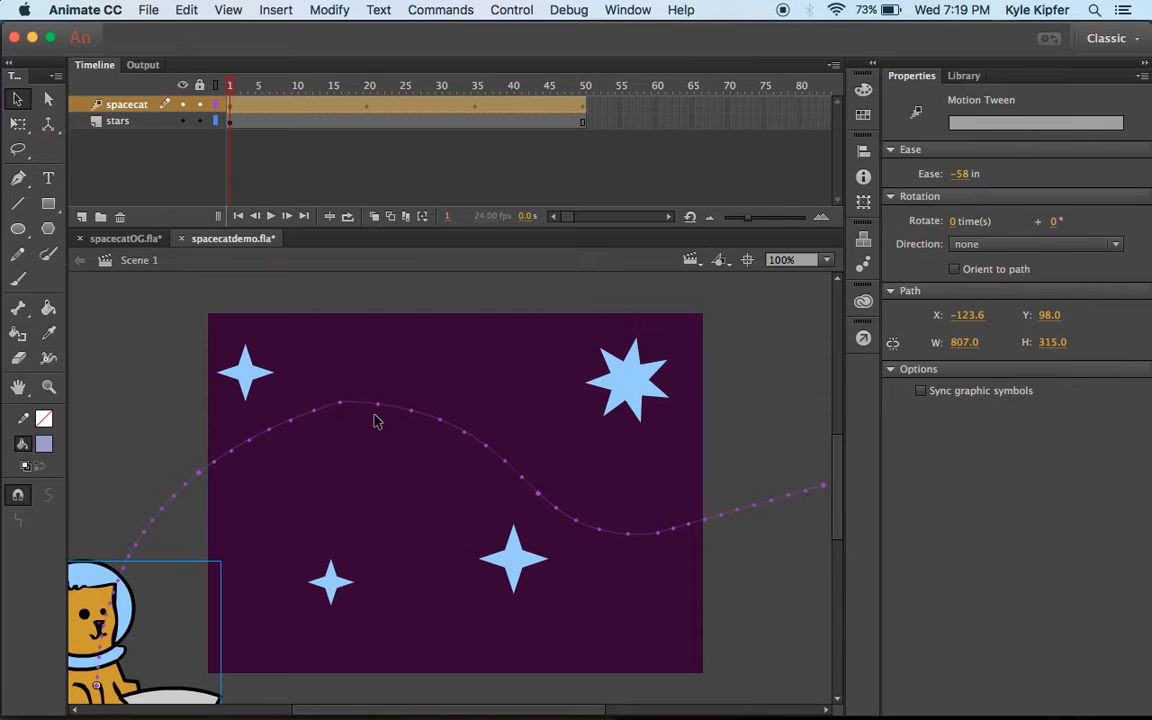 Animate CC File Edit View Insert Modify Text Commands Control Debug Window Help 73% Wed 7:19 PM Kyle Kipfer
An Classic
T... Timeline Output Properties Library
1 5 10 15 20 25 30 35 40 45 50 55 60 65 70 75 80
Motion Tween
spacecat
stars
Ease
Ease: -58 in
Rotation
1 24.00 fps 0.0 s
Rotate: 0 time(s) + 0°
spacecatOG.fla* spacecatdemo.fla*
Direction: none
Scene 1 100%
Orient to path
Path
X: -123.6 Y: 98.0
W: 807.0 H: 315.0
Options
Sync graphic symbols